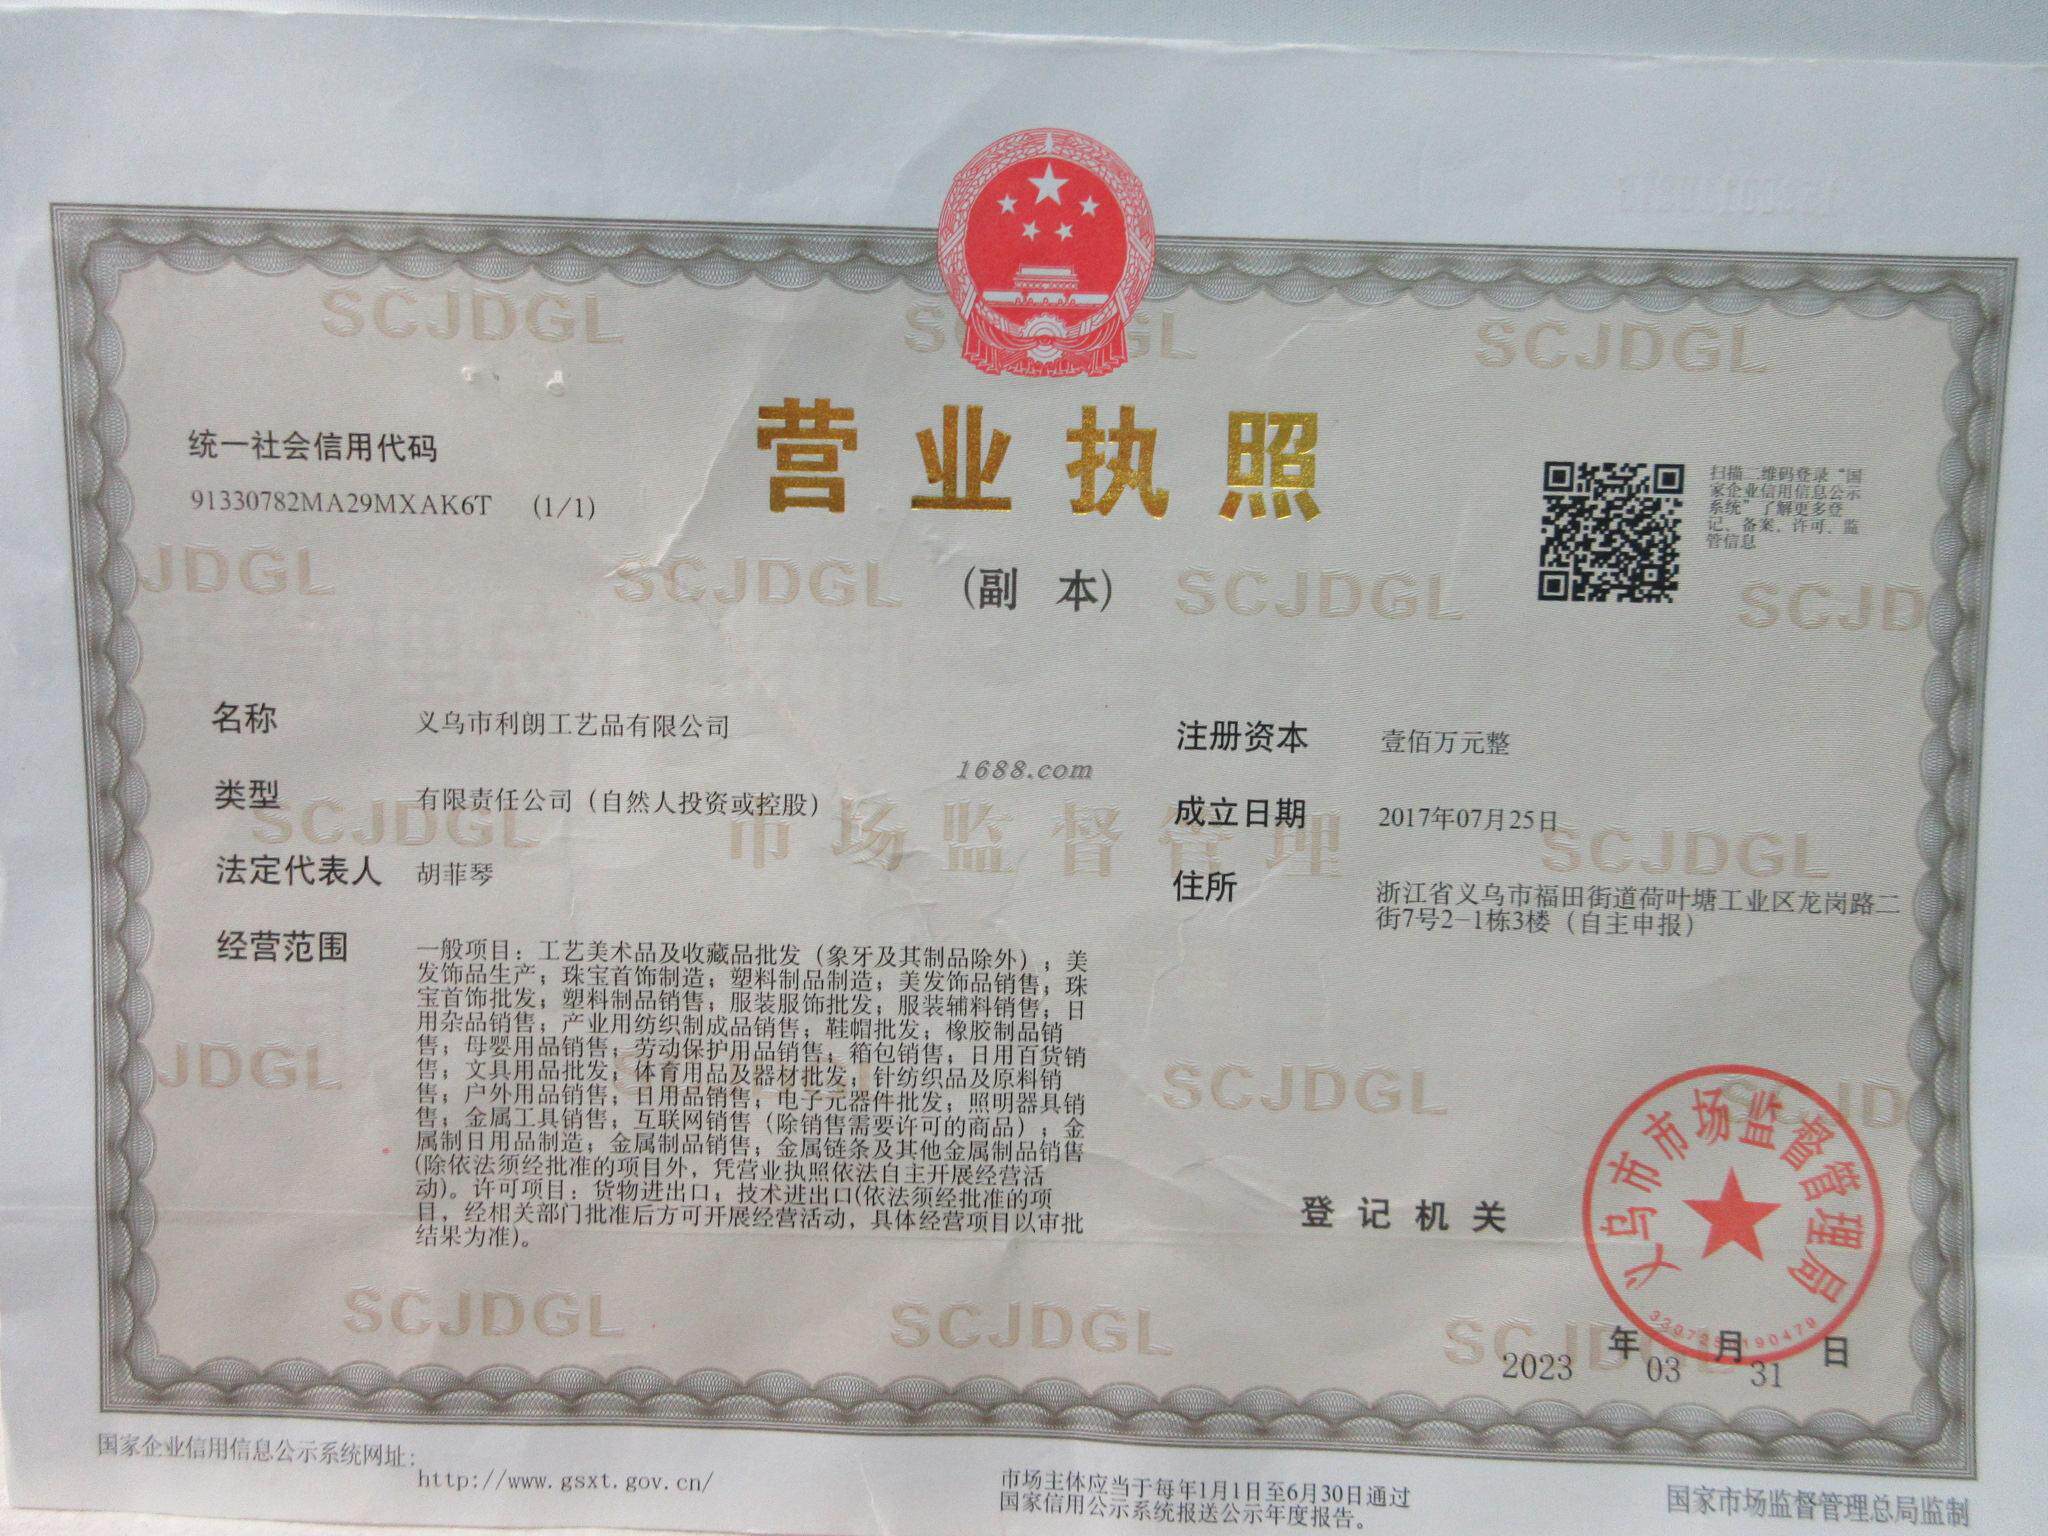 营业执照
(副 本)
统一社会信用代码
91330782MA29MXAK6T (1/1)
扫描二维码登录“国
家企业信用信息公示
系统”了解更多登
记、备案、许可、监
管信息
名称 义乌市利朗工艺品有限公司
类型 有限责任公司（自然人投资或控股）
法定代表人 胡菲琴
经营范围 一般项目：工艺美术品及收藏品批发（象牙及其制品除外）；美
发饰品生产；珠宝首饰制造；塑料制品制造；美发饰品销售；珠
宝首饰批发；塑料制品销售；服装服饰批发；服装辅料销售；日
用杂品销售；产业用纺织制成品销售；鞋帽批发；橡胶制品销
售；母婴用品销售；劳动保护用品销售；箱包销售；日用百货销
售；文具用品批发；体育用品及器材批发；针纺织品及原料销
售；户外用品销售；日用品销售；电子元器件批发；照明器具销
售；金属工具销售；互联网销售（除销售需要许可的商品）；金
属制日用品制造；金属制品销售；金属链条及其他金属制品销售
(除依法须经批准的项目外，凭营业执照依法自主开展经营活
动)。许可项目：货物进出口；技术进出口(依法须经批准的项
目，经相关部门批准后方可开展经营活动，具体经营项目以审批
结果为准)。
注册资本 壹佰万元整
成立日期 2017年07月25日
住所 浙江省义乌市福田街道荷叶塘工业区龙岗路二
街7号2-1栋3楼（自主申报）
1688.com
市场监督管理
SCJDGL
登记机关
义乌市市场监督管理局
2023年03月31日
国家企业信用信息公示系统网址：
http://www.gsxt.gov.cn/
市场主体应当于每年1月1日至6月30日通过
国家信用公示系统报送公示年度报告。
国家市场监督管理总局监制